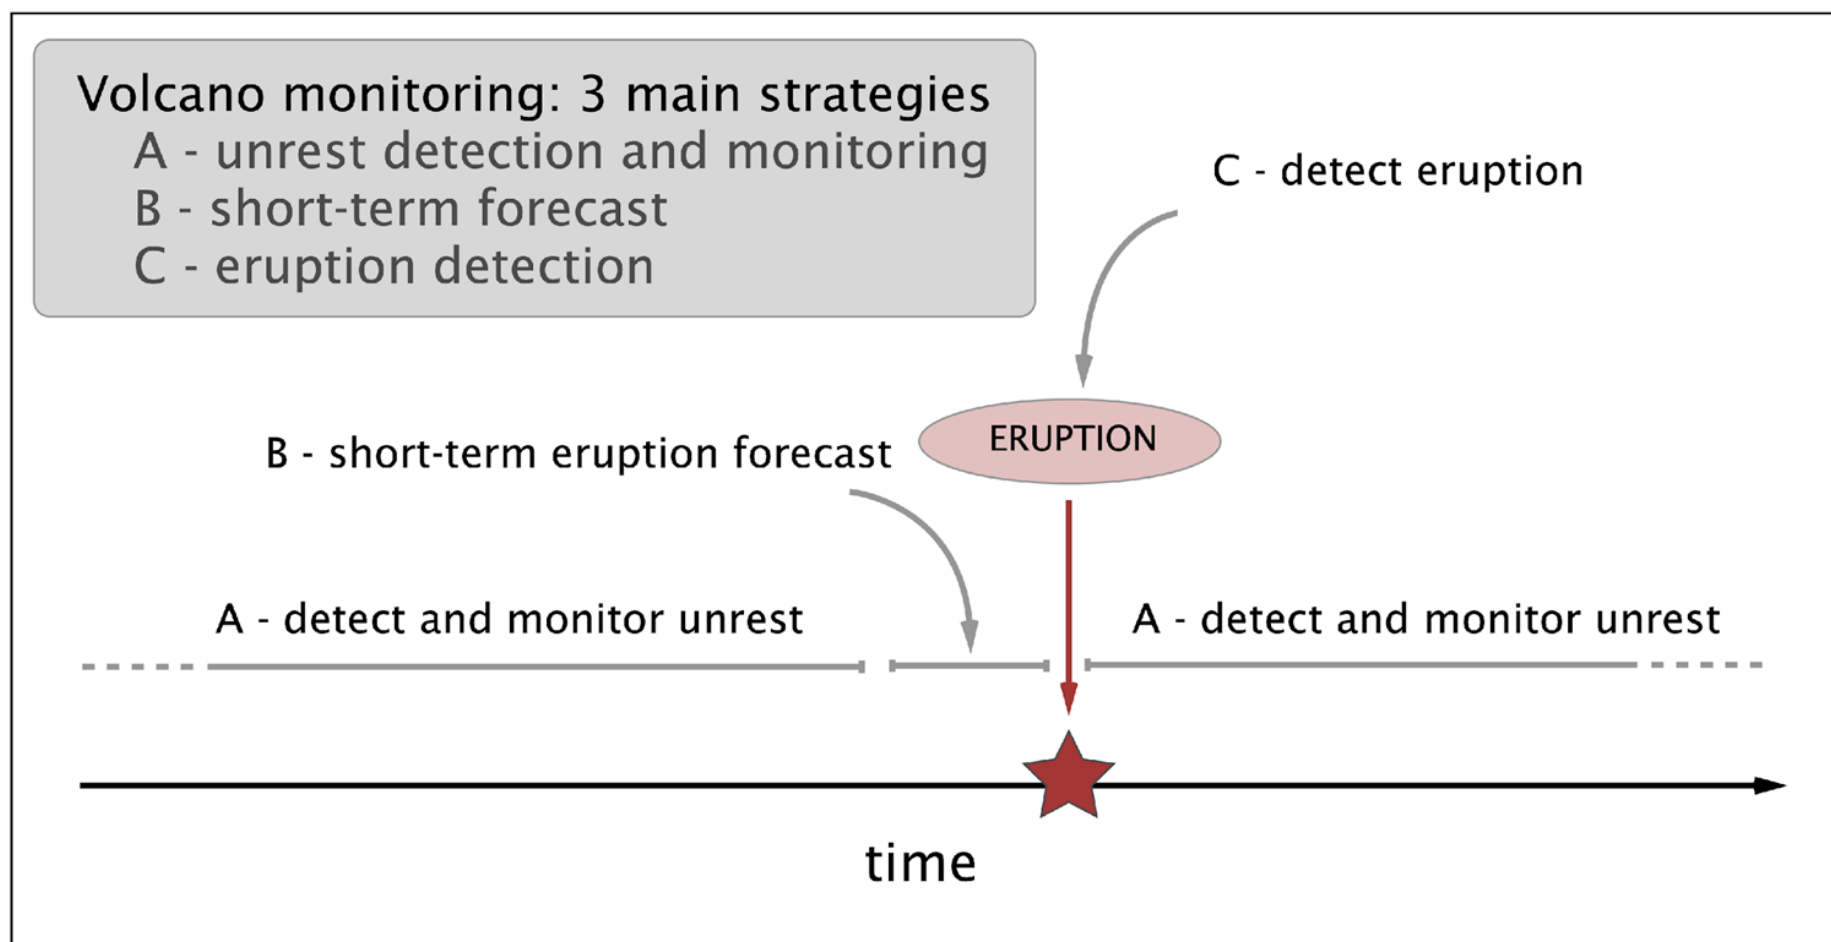 Volcano monitoring: 3 main strategies
A - unrest detection and monitoring
B - short-term forecast
C - eruption detection
C - detect eruption
ERUPTION
B - short-term eruption forecast
A - detect and monitor unrest
A - detect and monitor unrest
time